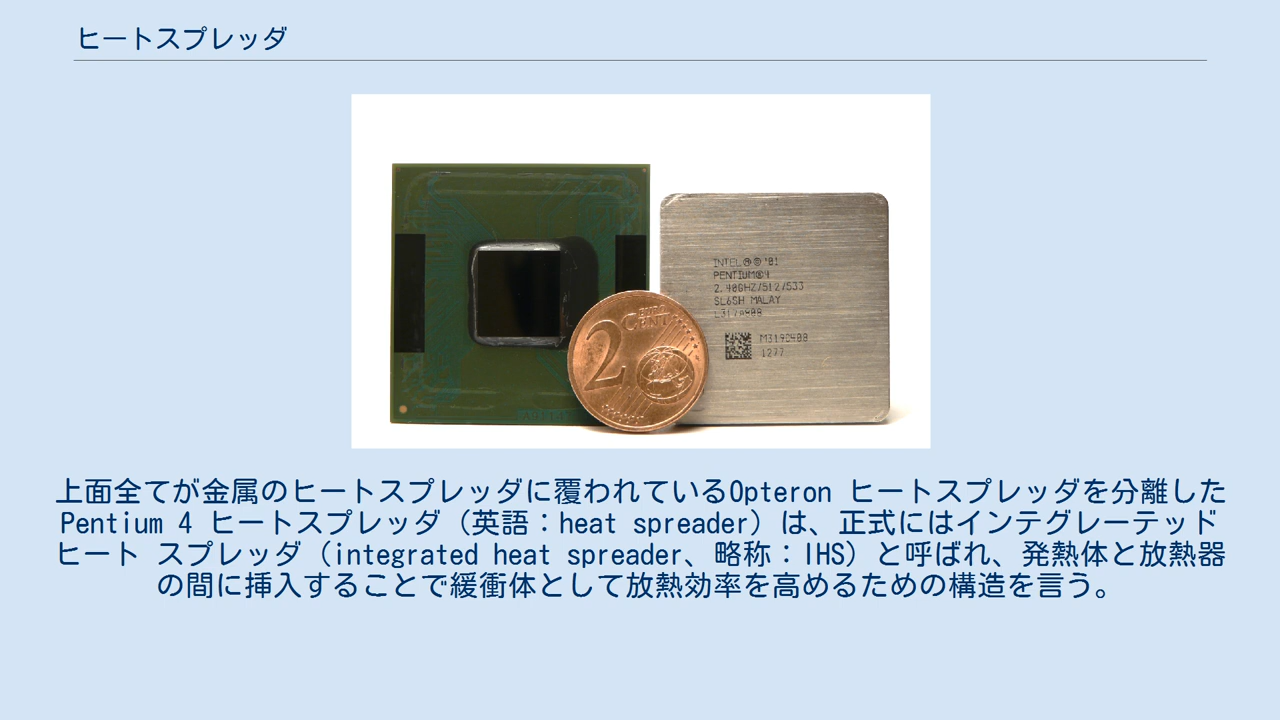 ヒートスプレッダ
INTEL Ⓜ © '01
PENTIUM® 4
2.40GHZ/512/533
SL6SH MALAY
L317A908
M3190408
1277
2
EURO
CENT
上面全てが金属のヒートスプレッダに覆われているOpteron ヒートスプレッダを分離した
Pentium 4 ヒートスプレッダ（英語：heat spreader）は、正式にはインテグレーテッド
ヒート スプレッダ（integrated heat spreader、略称：IHS）と呼ばれ、発熱体と放熱器
の間に挿入することで緩衝体として放熱効率を高めるための構造を言う。